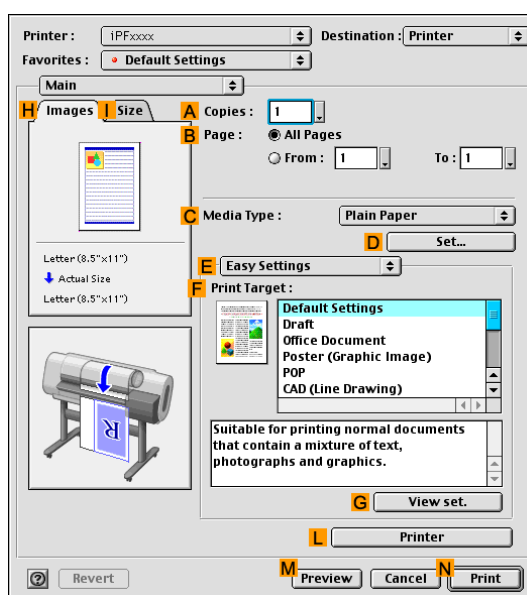 Printer : iPFxxxx Destination : Printer
Favorites : Default Settings
Main
H Images I Size A Copies : 1
B Page : All Pages
From : 1 To : 1
C Media Type : Plain Paper
D Set...
Letter (8.5"x11")
Actual Size
Letter (8.5"x11")
E Easy Settings
F Print Target :
Default Settings
Draft
Office Document
Poster (Graphic Image)
POP
CAD (Line Drawing)
R
Suitable for printing normal documents
that contain a mixture of text,
photographs and graphics.
G View set.
L Printer
? Revert M Preview Cancel N Print